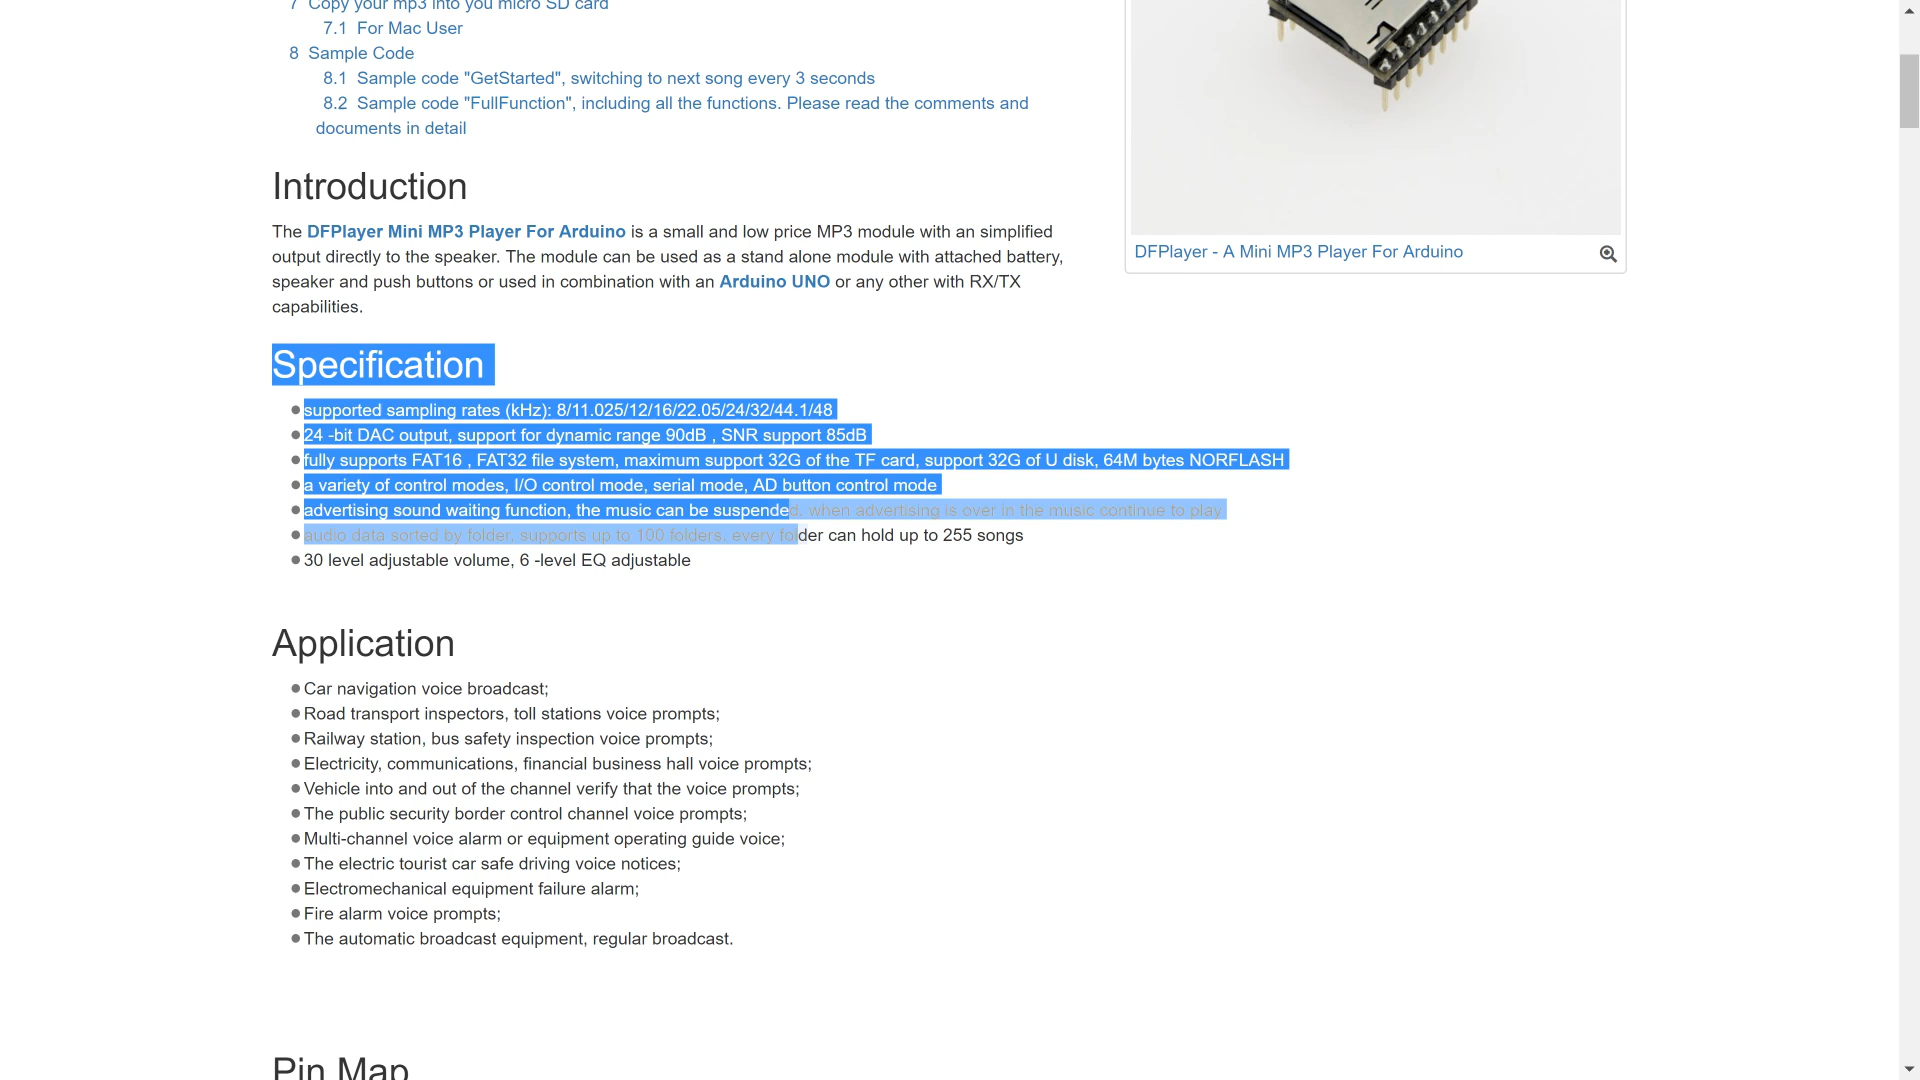 7 Copy your mp3 into you micro SD card
7.1 For Mac User
8 Sample Code
8.1 Sample code "GetStarted", switching to next song every 3 seconds
8.2 Sample code "FullFunction", including all the functions. Please read the comments and
documents in detail
Introduction
The DFPlayer Mini MP3 Player For Arduino is a small and low price MP3 module with an simplified
output directly to the speaker. The module can be used as a stand alone module with attached battery,
speaker and push buttons or used in combination with an Arduino UNO or any other with RX/TX
capabilities.
DFPlayer - A Mini MP3 Player For Arduino
Specification
supported sampling rates (kHz): 8/11.025/12/16/22.05/24/32/44.1/48
24 -bit DAC output, support for dynamic range 90dB , SNR support 85dB
fully supports FAT16 , FAT32 file system, maximum support 32G of the TF card, support 32G of U disk, 64M bytes NORFLASH
a variety of control modes, I/O control mode, serial mode, AD button control mode
advertising sound waiting function, the music can be suspended. when advertising is over in the music continue to play
audio data sorted by folder, supports up to 100 folders, every folder can hold up to 255 songs
30 level adjustable volume, 6 -level EQ adjustable
Application
Car navigation voice broadcast;
Road transport inspectors, toll stations voice prompts;
Railway station, bus safety inspection voice prompts;
Electricity, communications, financial business hall voice prompts;
Vehicle into and out of the channel verify that the voice prompts;
The public security border control channel voice prompts;
Multi-channel voice alarm or equipment operating guide voice;
The electric tourist car safe driving voice notices;
Electromechanical equipment failure alarm;
Fire alarm voice prompts;
The automatic broadcast equipment, regular broadcast.
Pin Map